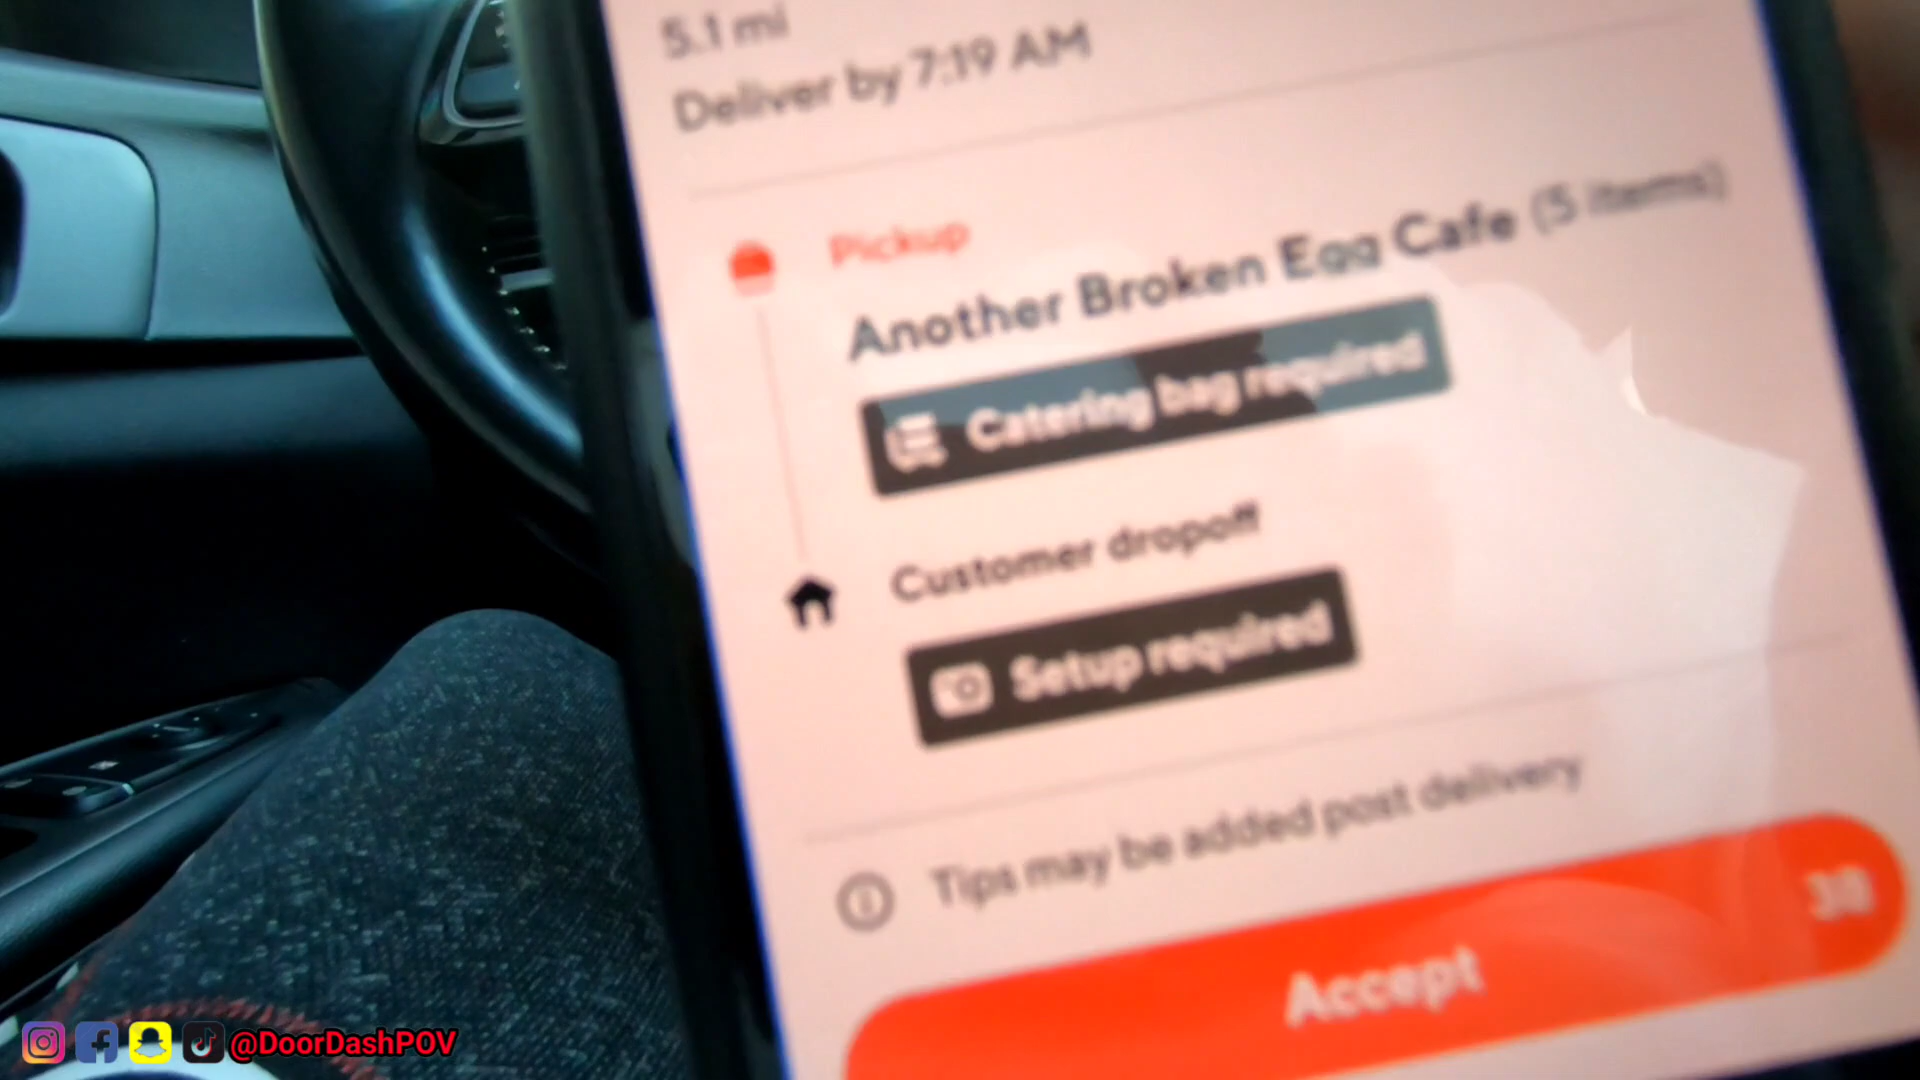 5.1 mi
Deliver by 7:19 AM
Pickup
Another Broken Egg Cafe (5 items)
Catering bag required
Customer dropoff
Setup required
Tips may be added post delivery
Accept
@DoorDashPOV